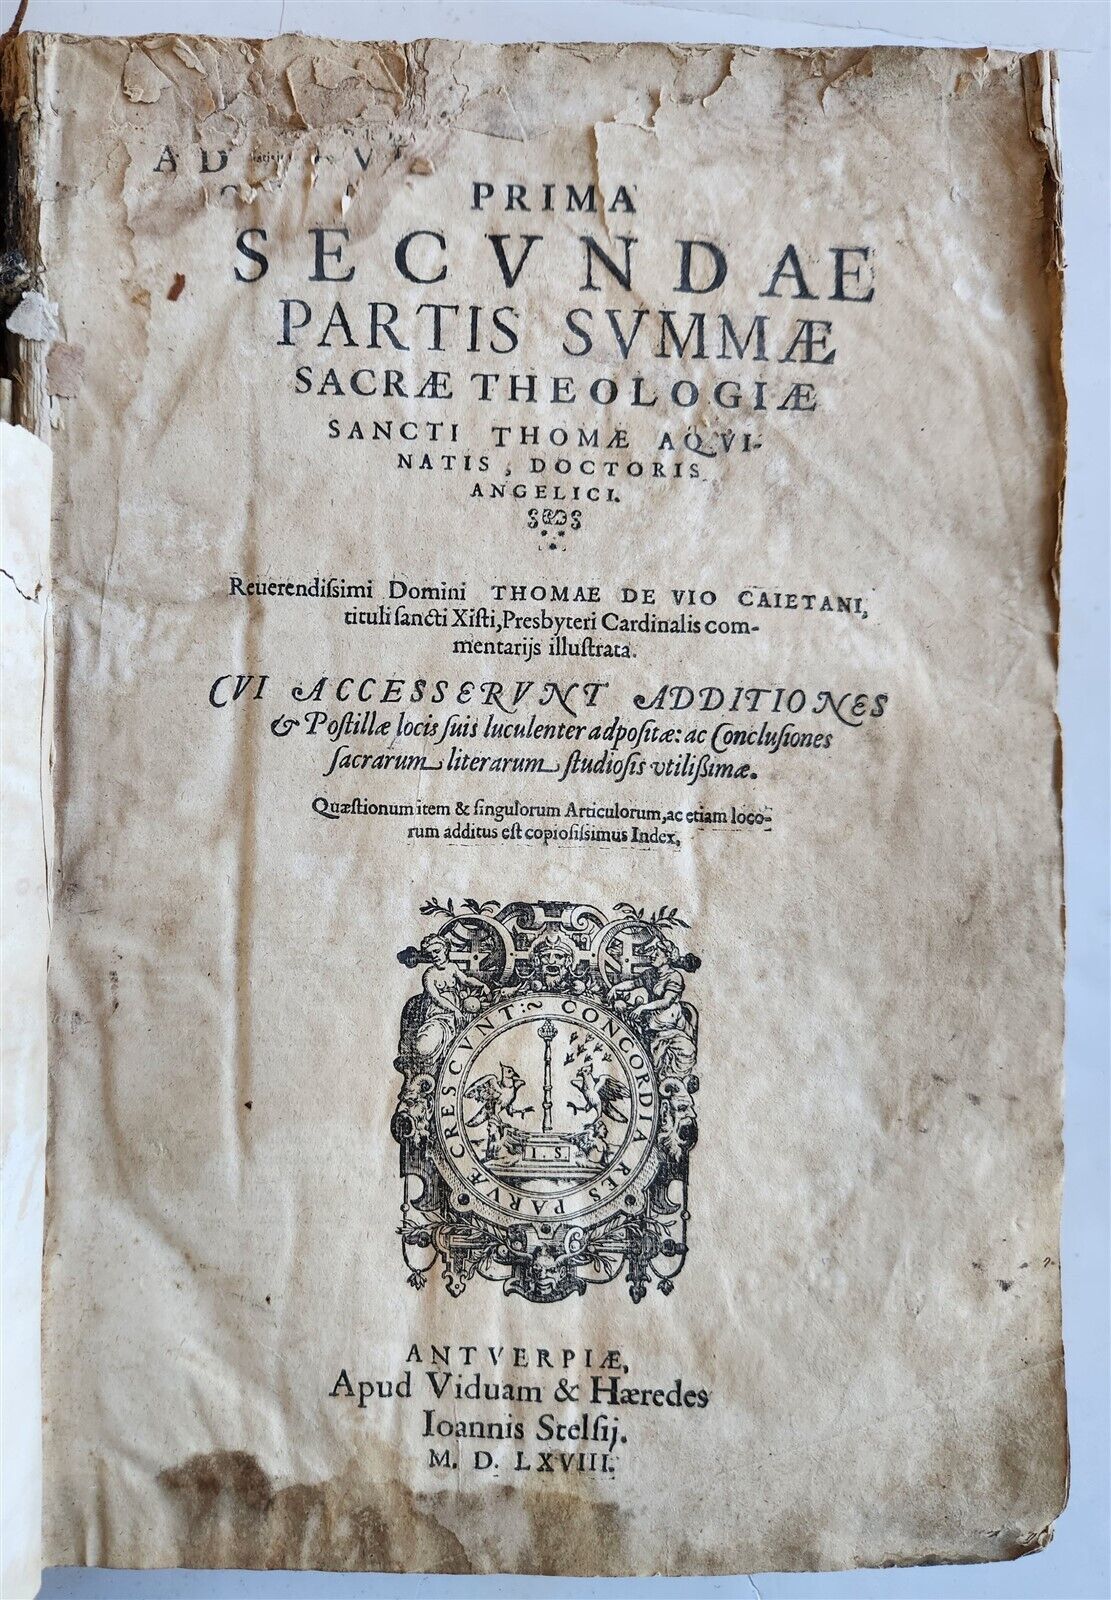 AD
PRIMA
SECVNDAE
PARTIS SVMMÆ
SACRÆ THEOLOGIÆ
SANCTI THOMÆ AQVI-
NATIS, DOCTORIS
ANGELICI.
Reuerendiſsimi Domini THOMAE DE VIO CAIETANI,
tituli ſancti Xiſti, Presbyteri Cardinalis com-
mentarijs illuſtrata.
CVI ACCESSERVNT ADDITIONES
& Poſtillæ locis ſuis luculenter adpoſitæ: ac Concluſiones
ſacrarum literarum ſtudioſis vtilißimæ.
Quæſtionum item & ſingulorum Articulorum, ac etiam loco-
rum additus eſt copioſiſsimus Index.
CONCORDIA RES PARVÆ CRESCVNT:~
I. S.
ANTVERPIÆ,
Apud Viduam & Hæredes
Ioannis Stelſij.
M. D. LXVIII.